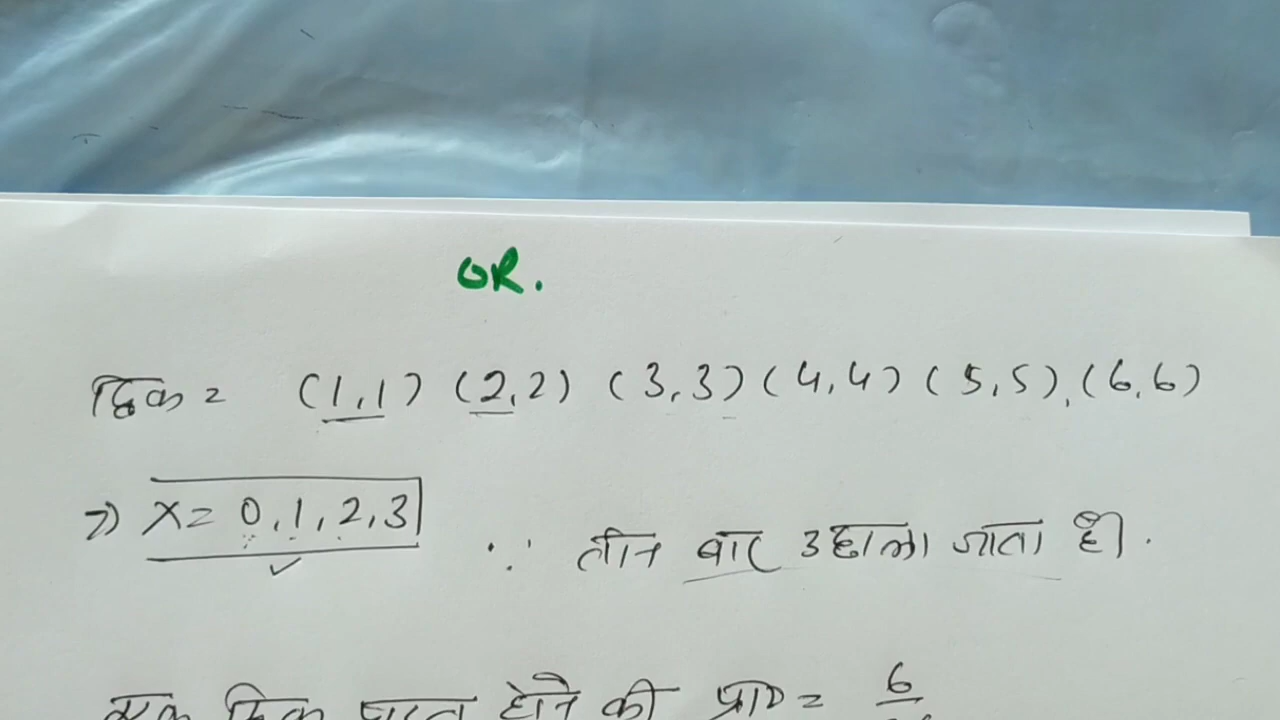 OR.
द्विक = (1,1) (2,2) (3,3) (4,4) (5,5), (6,6)
⇒ X = 0,1,2,3 ∵ तीन बार उछाला जाता है।
एक द्विक प्राप्त होने की प्रायि = 6